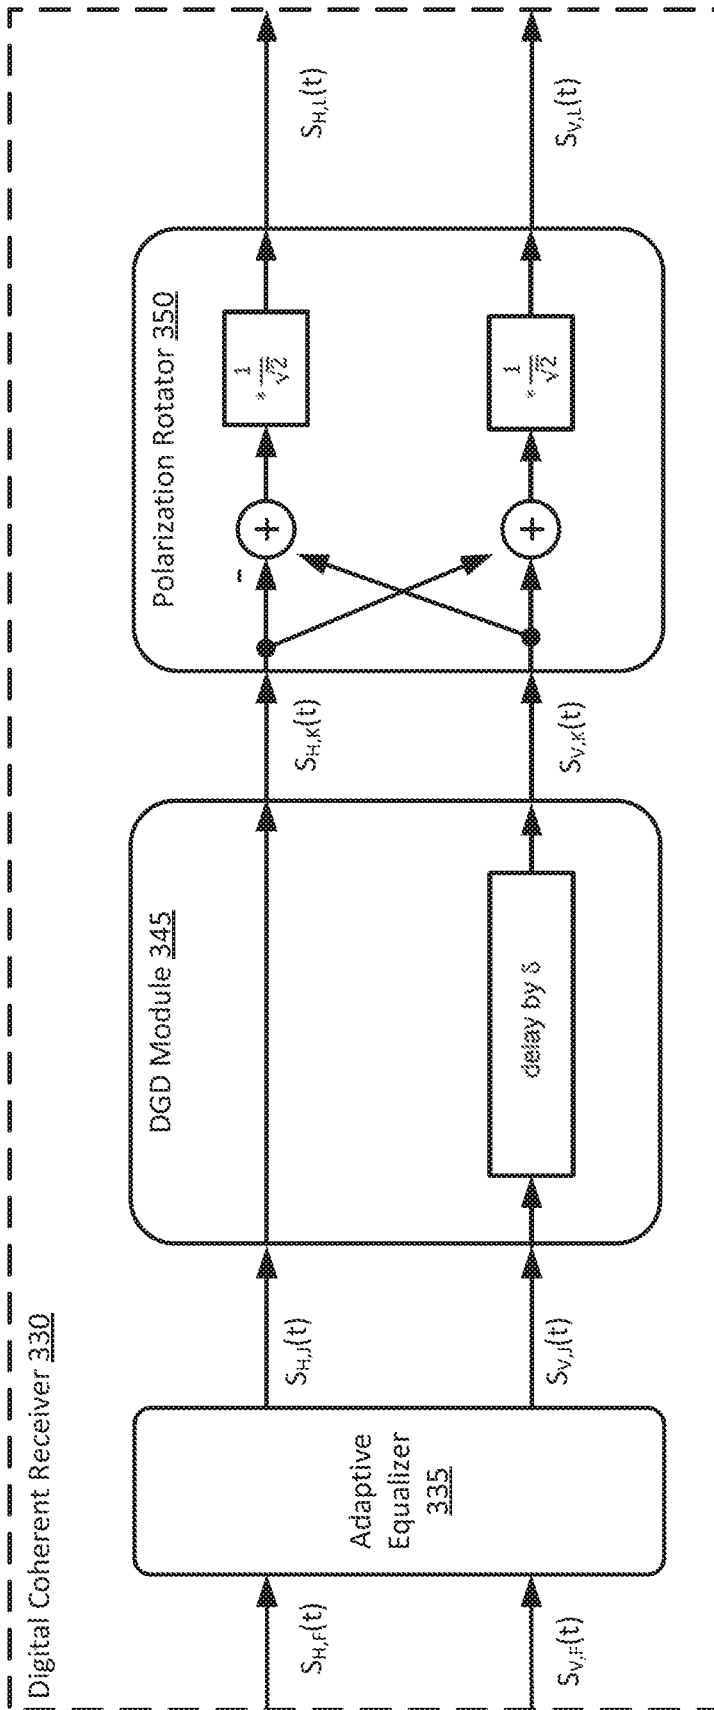 Digital Coherent Receiver 330
S_H,F(t)
S_V,F(t)
Adaptive
Equalizer
335
S_H,J(t)
S_V,J(t)
DGD Module 345
delay by δ
S_H,K(t)
S_V,K(t)
Polarization Rotator 350
-
+
+
* 1/√2
* 1/√2
S_H,L(t)
S_V,L(t)